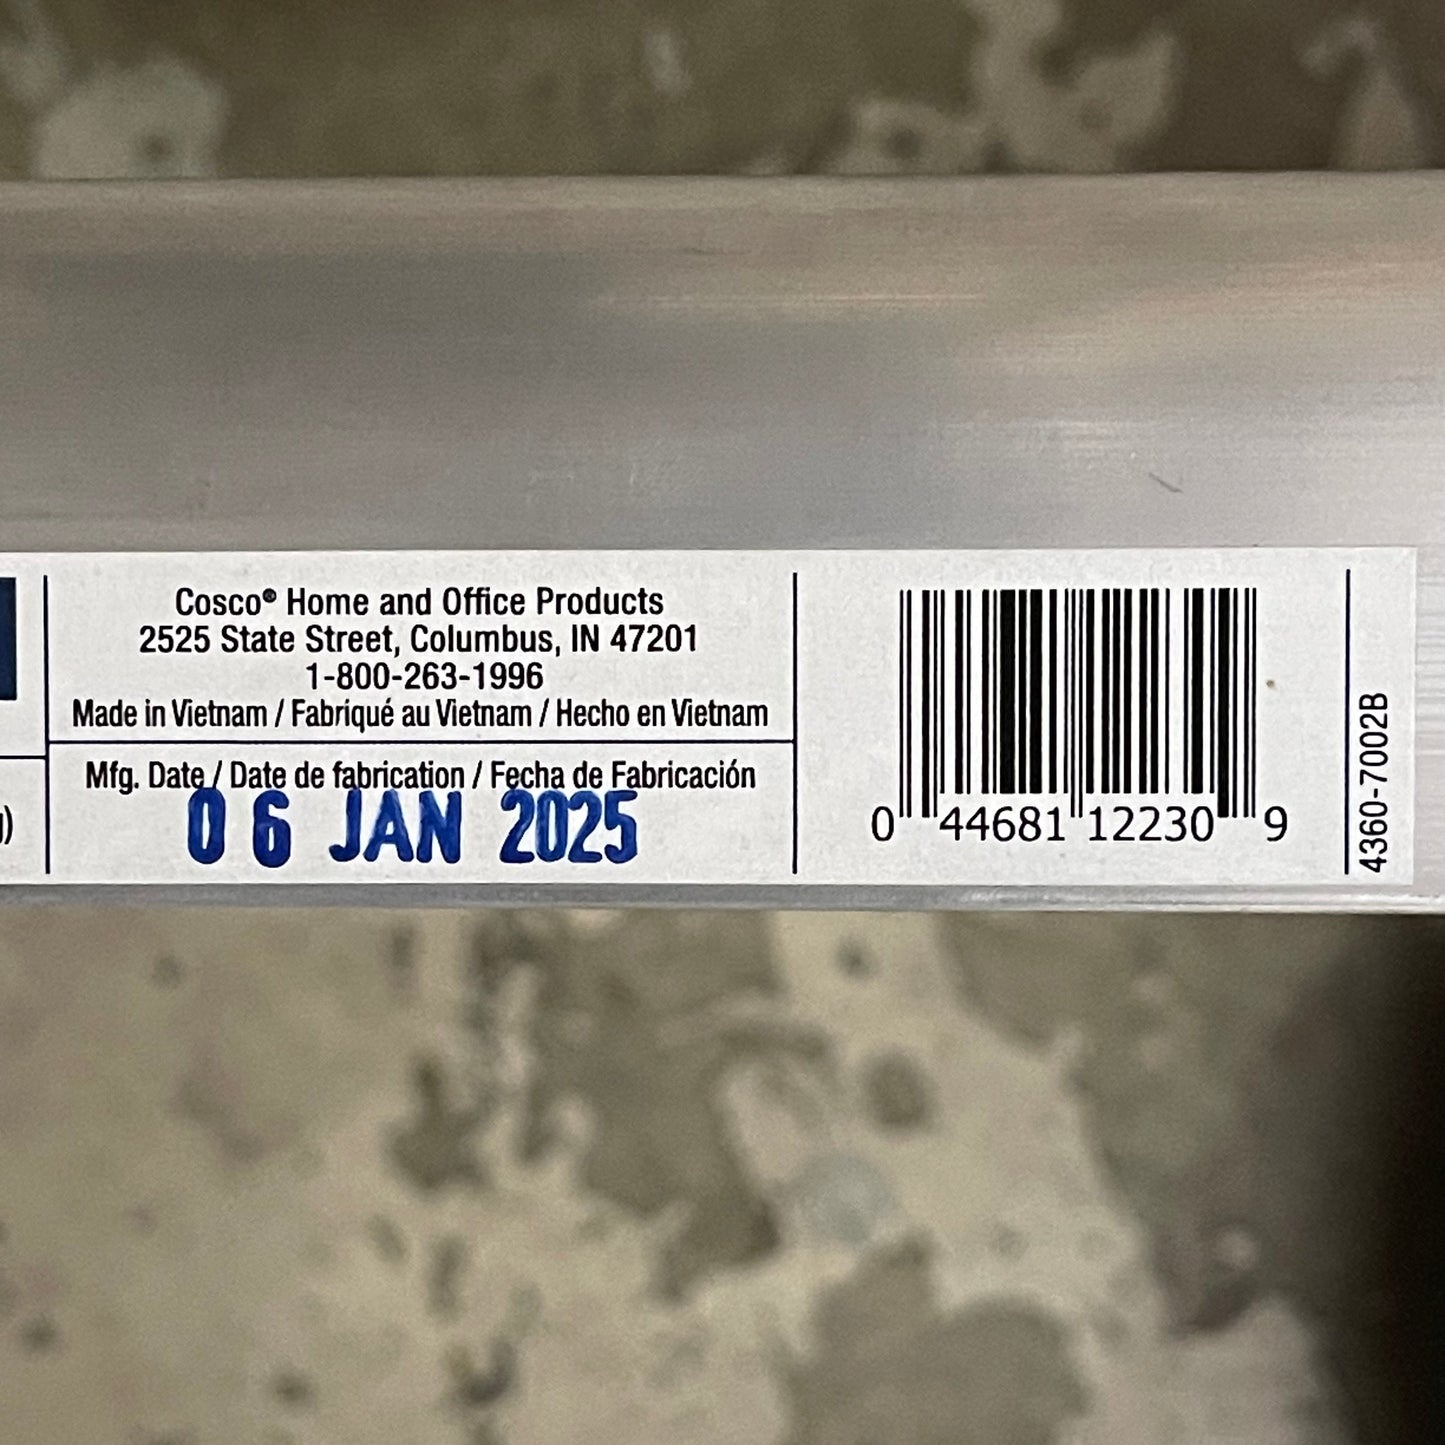 Cosco® Home and Office Products
2525 State Street, Columbus, IN 47201
1-800-263-1996
Made in Vietnam / Fabriqué au Vietnam / Hecho en Vietnam
Mfg. Date / Date de fabrication / Fecha de Fabricación
06 JAN 2025
0 44681 12230 9
4360-7002B